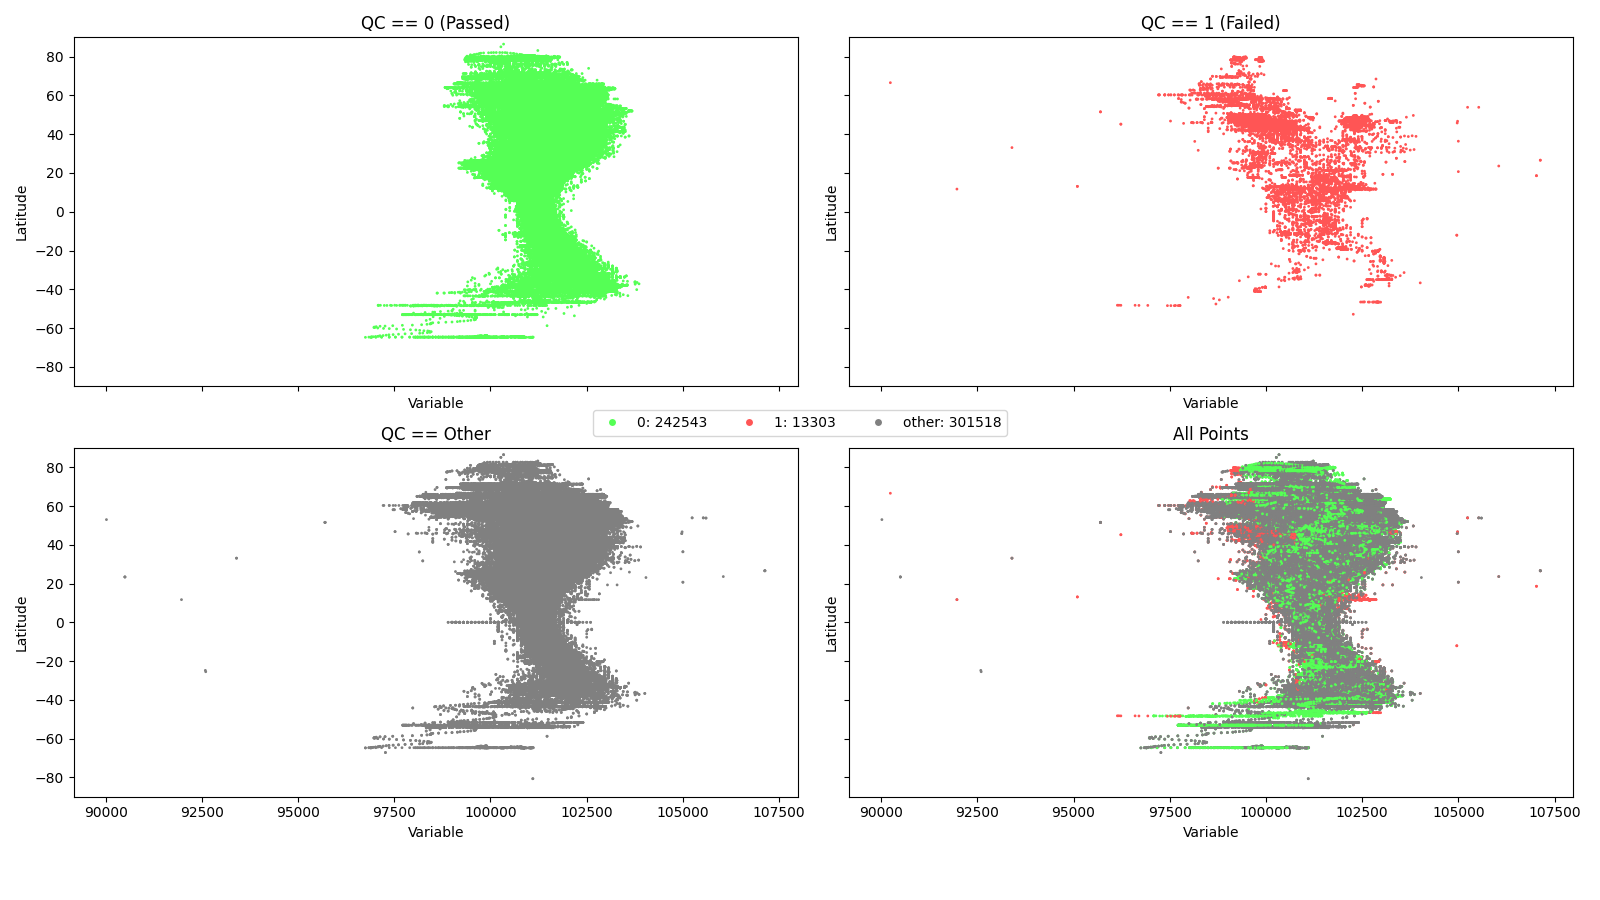 QC == 0 (Passed)
QC == 1 (Failed)
80
60
40
20
0
−20
−40
−60
−80
Latitude
Latitude
Variable
Variable
0: 242543
1: 13303
other: 301518
QC == Other
All Points
80
60
40
20
0
−20
−40
−60
−80
Latitude
Latitude
90000 92500 95000 97500 100000 102500 105000 107500
90000 92500 95000 97500 100000 102500 105000 107500
Variable
Variable